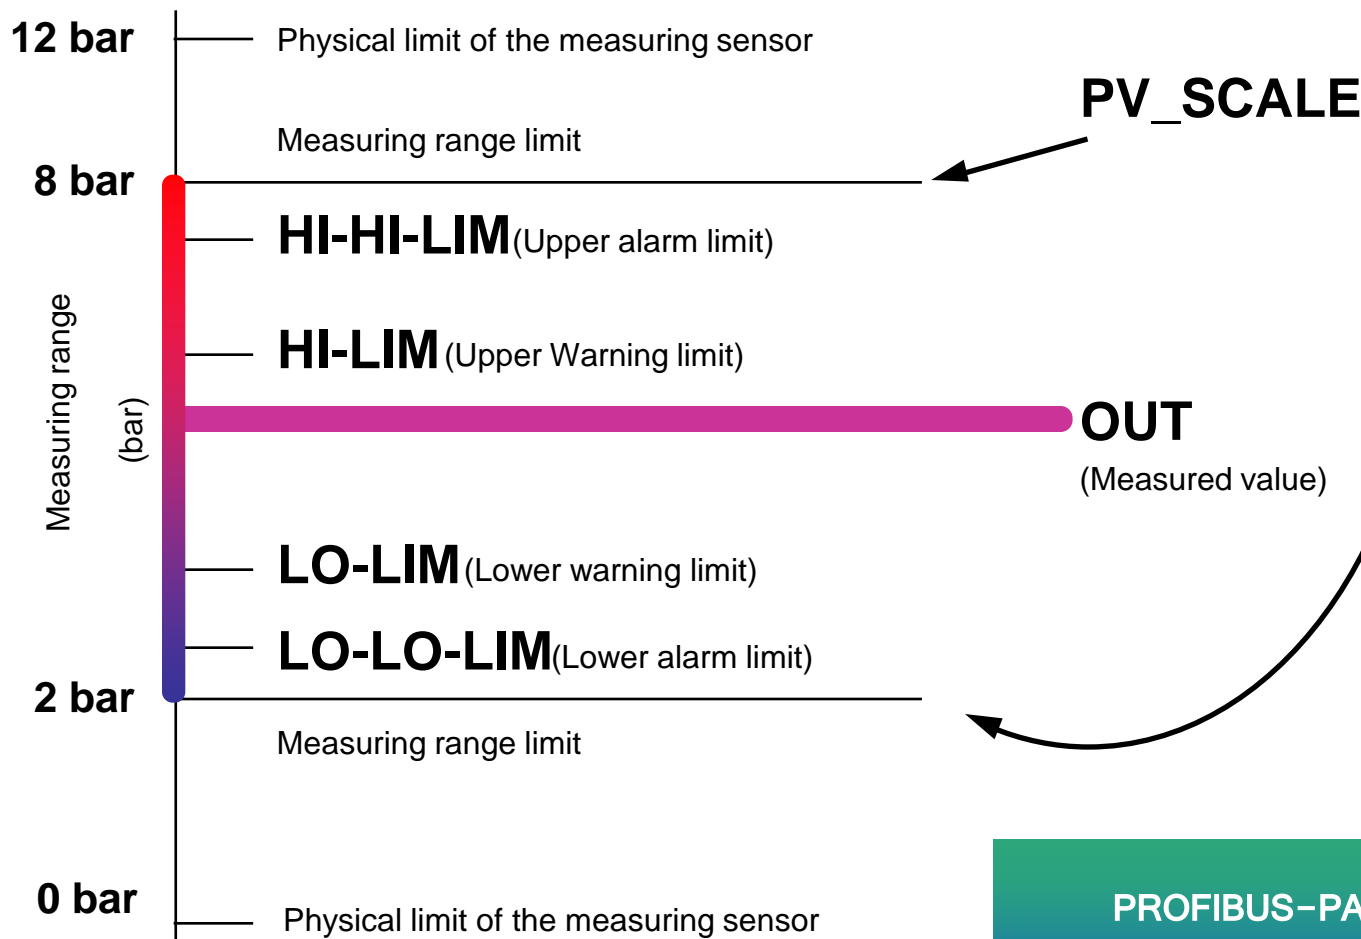 12 bar
Physical limit of the measuring sensor
PV_SCALE
Measuring range limit
8 bar
HI-HI-LIM (Upper alarm limit)
HI-LIM (Upper Warning limit)
Measuring range
(bar)
OUT
(Measured value)
LO-LIM (Lower warning limit)
LO-LO-LIM (Lower alarm limit)
2 bar
Measuring range limit
0 bar
Physical limit of the measuring sensor
PROFIBUS-PA